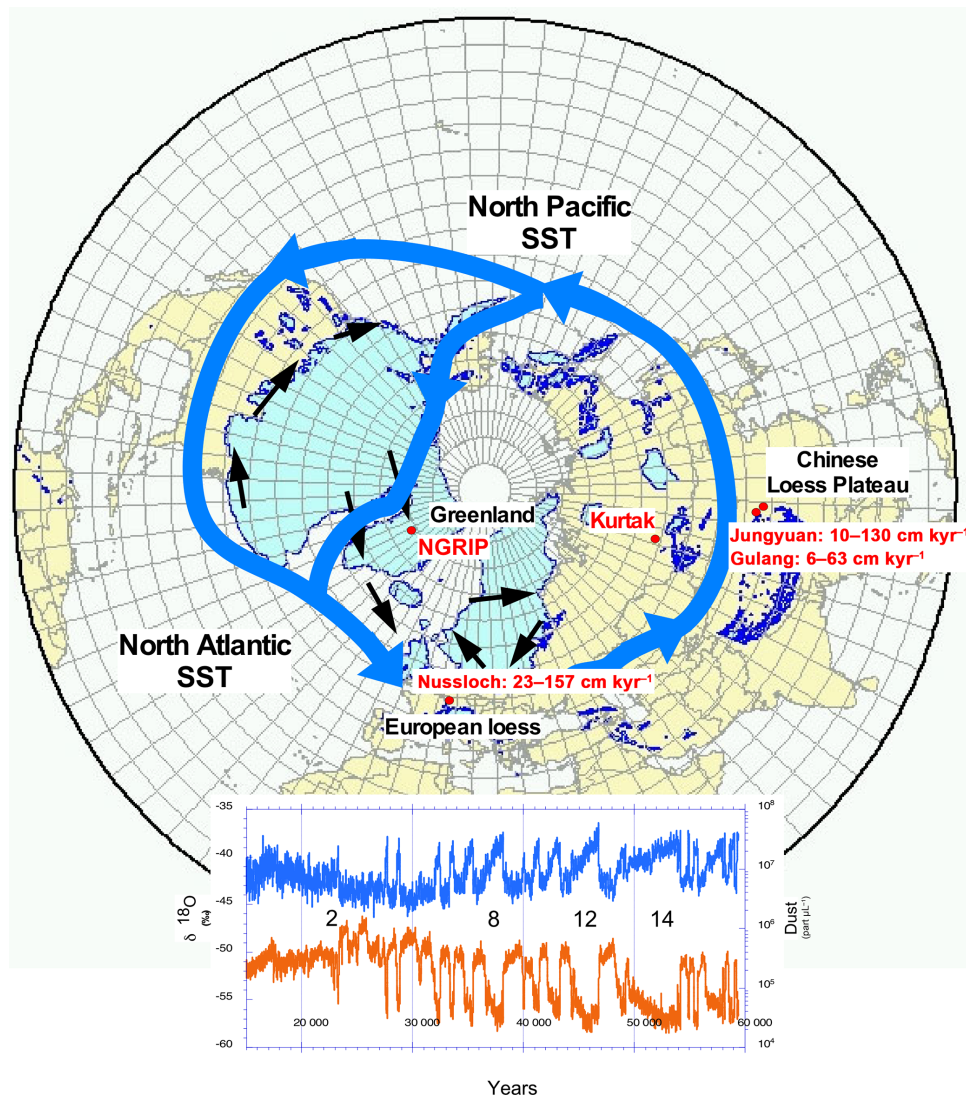 North Pacific
SST
Chinese
Loess Plateau
Greenland
Kurtak
NGRIP
Jungyuan: 10–130 cm kyr⁻¹
Gulang: 6–63 cm kyr⁻¹
North Atlantic
SST
Nussloch: 23–157 cm kyr⁻¹
European loess
-35
-40
-45
-50
-55
-60
δ ¹⁸O
(‰)
2
8
12
14
10⁸
10⁷
10⁶
10⁵
10⁴
Dust
(part µL⁻¹)
20 000
30 000
40 000
50 000
60 000
Years